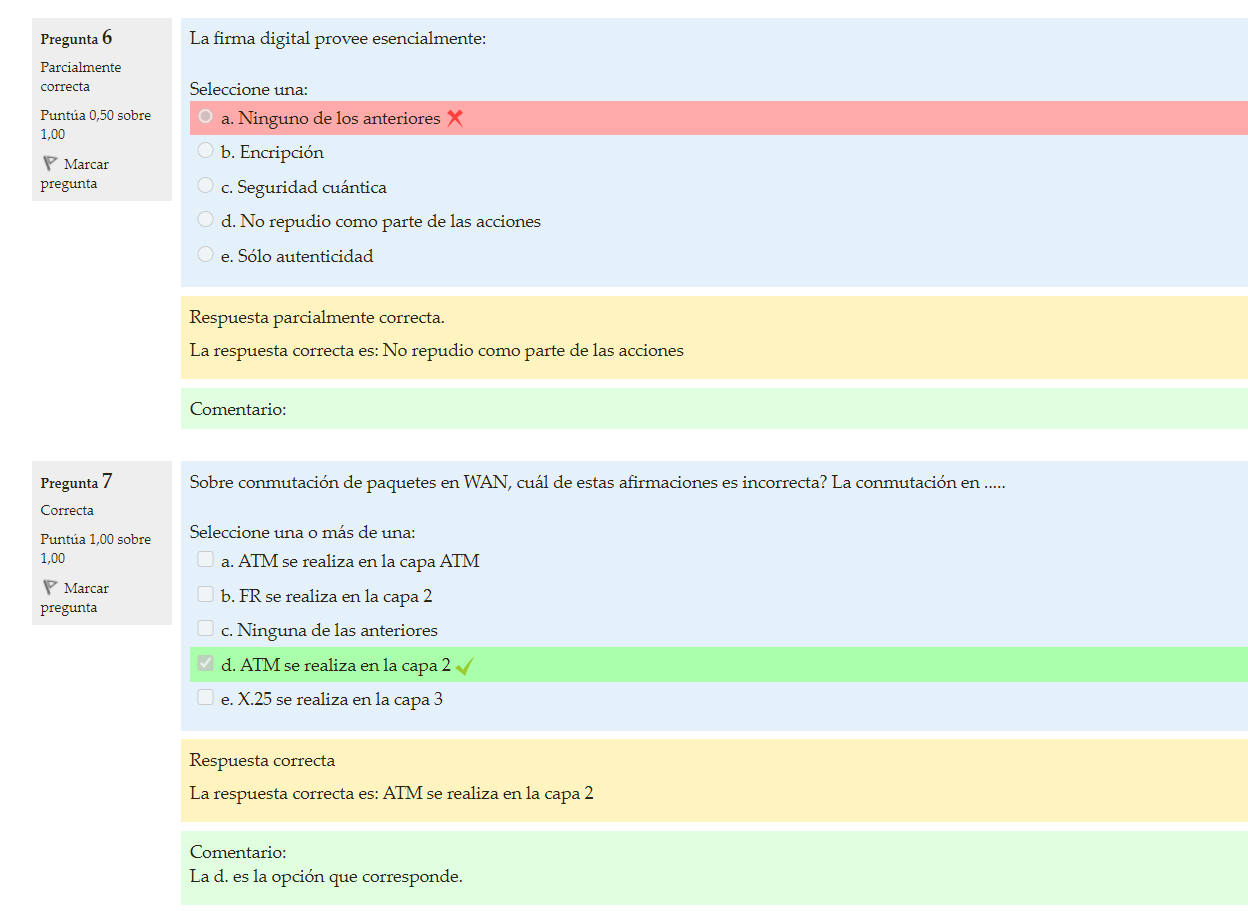 Pregunta 6
Parcialmente
correcta
Puntúa 0,50 sobre
1,00
Marcar
pregunta
La firma digital provee esencialmente:
Seleccione una:
a. Ninguno de los anteriores
b. Encripción
c. Seguridad cuántica
d. No repudio como parte de las acciones
e. Sólo autenticidad
Respuesta parcialmente correcta.
La respuesta correcta es: No repudio como parte de las acciones
Comentario:
Pregunta 7
Correcta
Puntúa 1,00 sobre
1,00
Marcar
pregunta
Sobre conmutación de paquetes en WAN, cuál de estas afirmaciones es incorrecta? La conmutación en .....
Seleccione una o más de una:
a. ATM se realiza en la capa ATM
b. FR se realiza en la capa 2
c. Ninguna de las anteriores
d. ATM se realiza en la capa 2
e. X.25 se realiza en la capa 3
Respuesta correcta
La respuesta correcta es: ATM se realiza en la capa 2
Comentario:
La d. es la opción que corresponde.